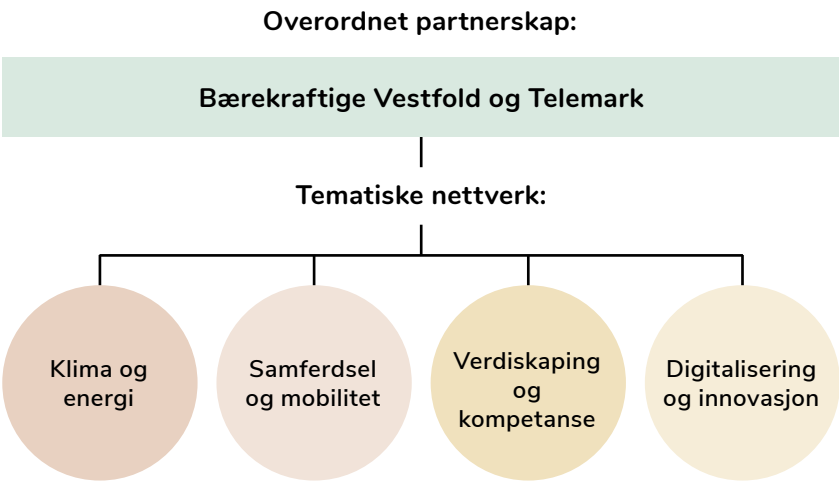 Overordnet partnerskap:
Bærekraftige Vestfold og Telemark
Tematiske nettverk:
Klima og
energi
Samferdsel
og mobilitet
Verdiskaping
og
kompetanse
Digitalisering
og innovasjon